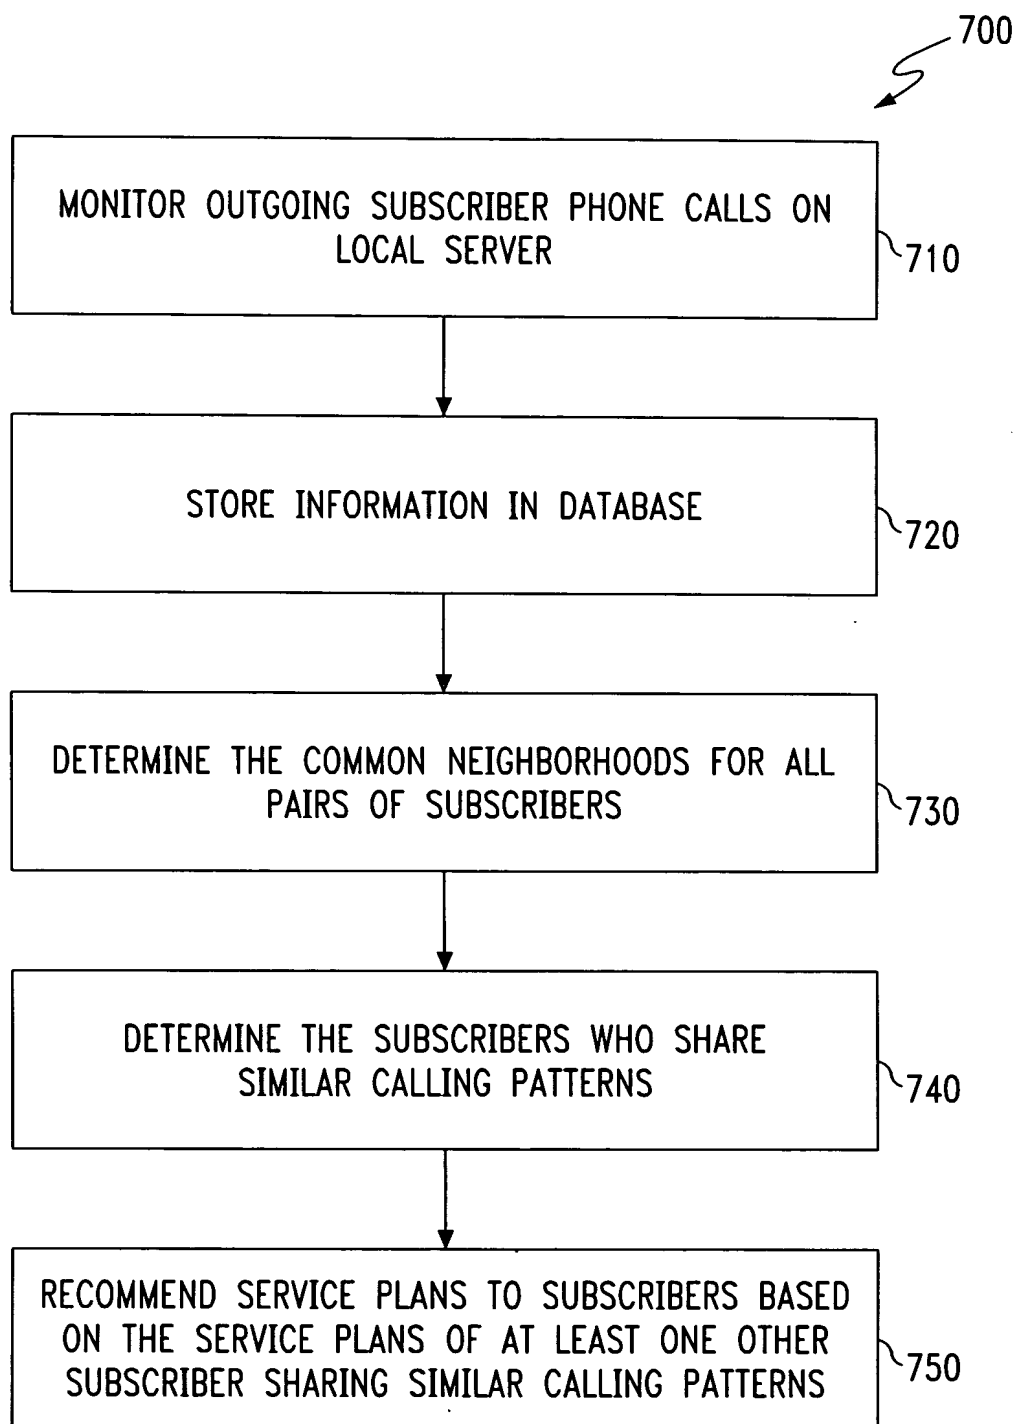 700
MONITOR OUTGOING SUBSCRIBER PHONE CALLS ON
LOCAL SERVER
710
STORE INFORMATION IN DATABASE
720
DETERMINE THE COMMON NEIGHBORHOODS FOR ALL
PAIRS OF SUBSCRIBERS
730
DETERMINE THE SUBSCRIBERS WHO SHARE
SIMILAR CALLING PATTERNS
740
RECOMMEND SERVICE PLANS TO SUBSCRIBERS BASED
ON THE SERVICE PLANS OF AT LEAST ONE OTHER
SUBSCRIBER SHARING SIMILAR CALLING PATTERNS
750